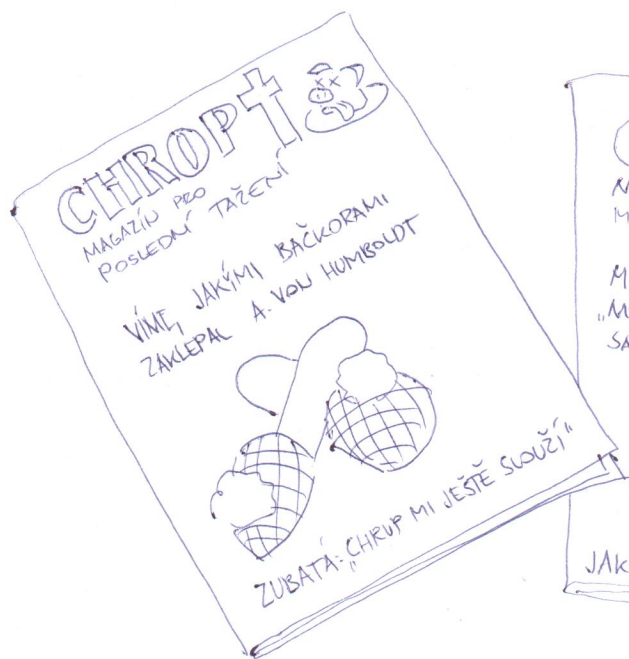 CHROPT
MAGAZÍN PRO
POSLEDNÍ TAŽENÍ
VÍME, JAKÝMI BAČKORAMI
ZAKLEPAL A. VON HUMBOLDT
ZUBATÁ: „CHRUP MI JEŠTĚ SLOUŽÍ“